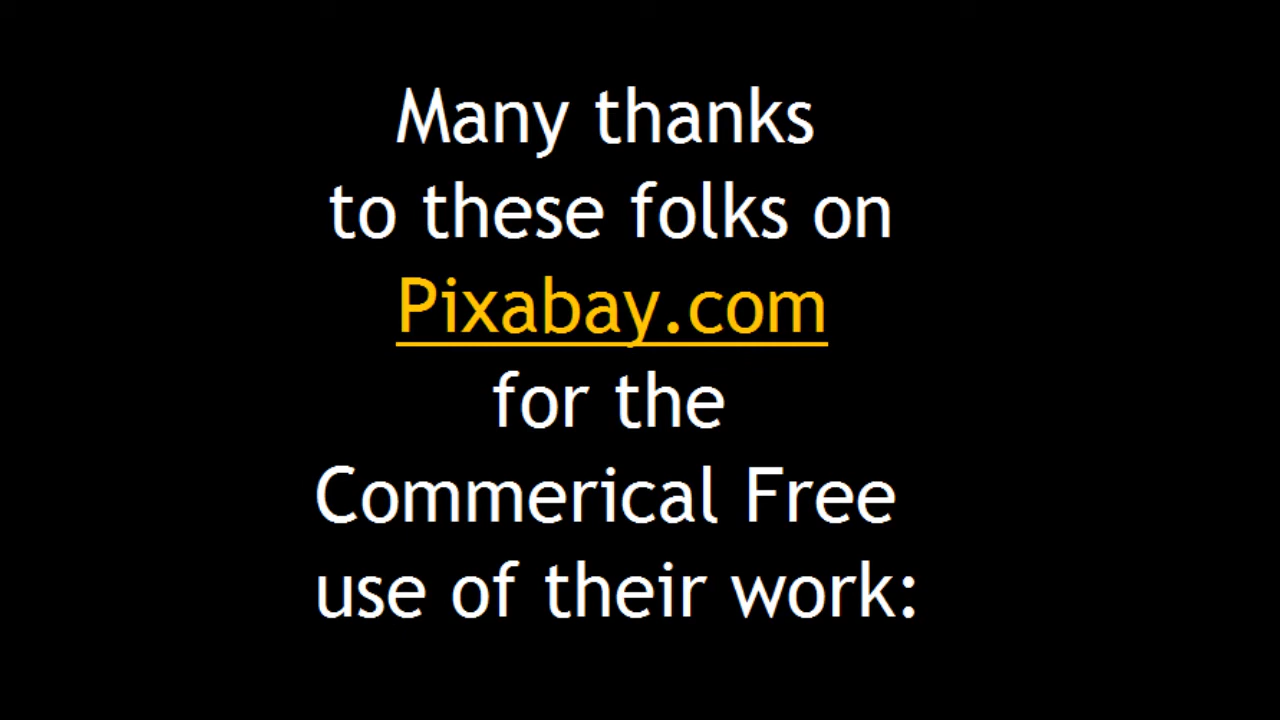 Many thanks
to these folks on
Pixabay.com
for the
Commerical Free
use of their work: